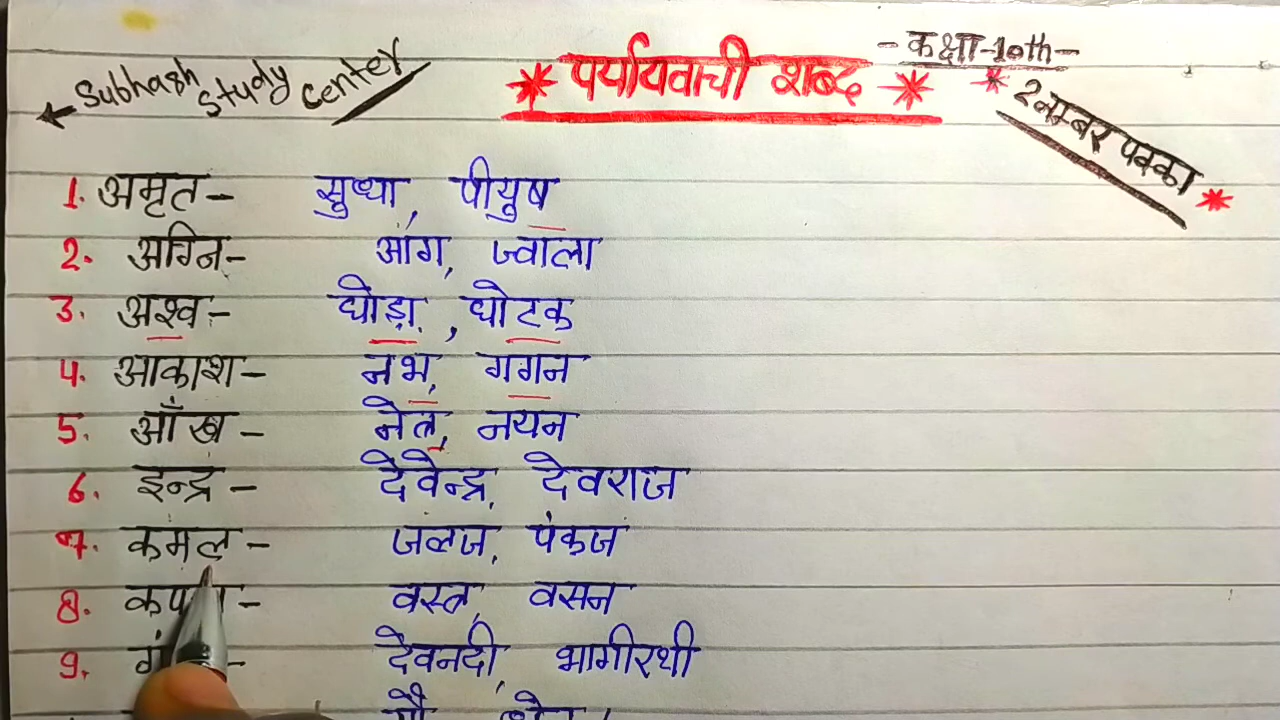 Subhash Study Center
पर्यायवाची शब्द
- कक्षा-10th-
2 नम्बर पक्का
1. अमृत - सुधा, पीयुष
2. अग्नि - आग, ज्वाला
3. अश्व - घोड़ा, घोटक
4. आकाश - नभ, गगन
5. आँख - नेत्र, नयन
6. इन्द्र - देवेन्द्र, देवराज
7. कमल - जलज, पंकज
8. - वस्त्र, वसन
9. - देवनदी, भागीरथी